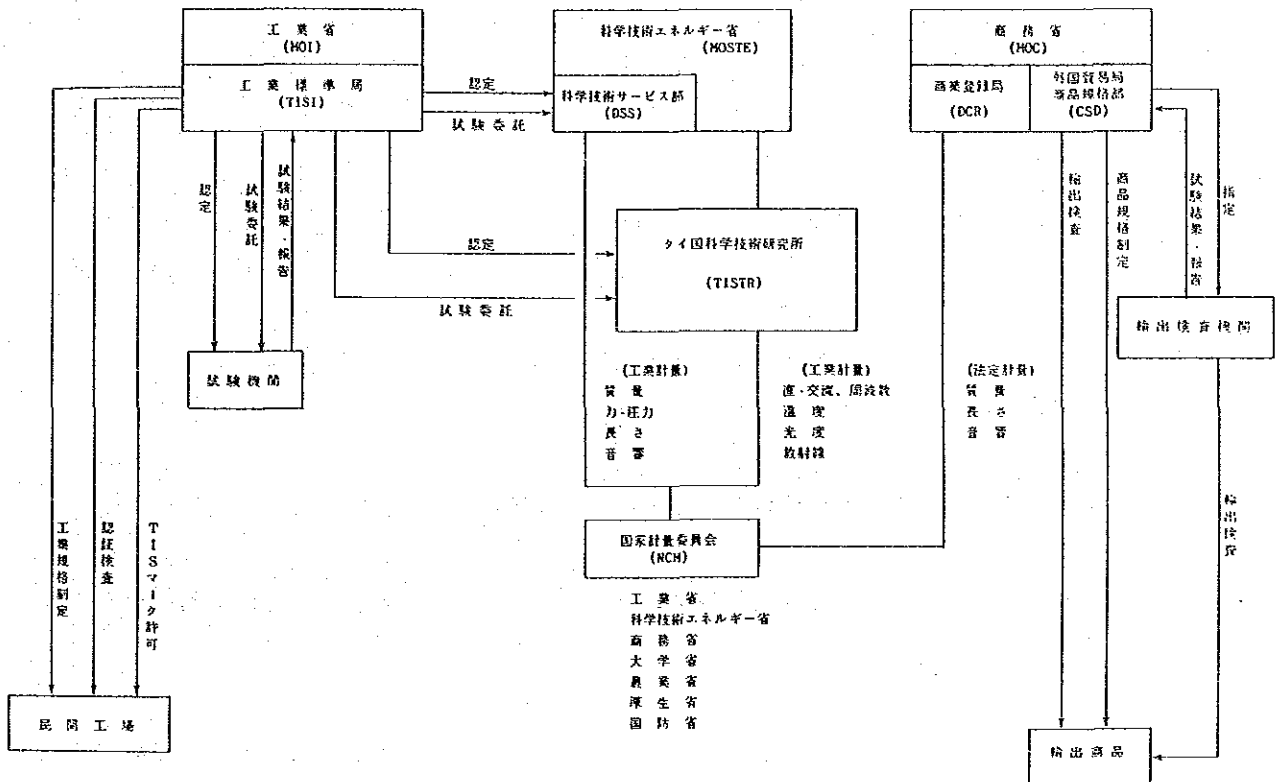 工業省
(MOI)
工業標準局
(TISI)
科学技術エネルギー省
(MOSTE)
科学技術サービス部
(DSS)
商務省
(MOC)
商業登録局
(DCR)
外国貿易局
商品規格部
(CSD)
認定
試験委託
認定
試験委託
試験結果・報告
認定
試験委託
タイ国科学技術研究所
(TISTR)
輸出検査
商品規格制定
試験結果・報告
指定
輸出検査機関
試験機関
(工業計量)
質量
力・圧力
長さ
音響
(工業計量)
直・交流、周波数
温度
光度
放射線
(法定計量)
質量
長さ
音響
国家計量委員会
(NCM)
工業省
科学技術エネルギー省
商務省
大学省
農業省
厚生省
国防省
工業規格制定
認証検査
TISマーク許可
輸出検査
民間工場
輸出商品